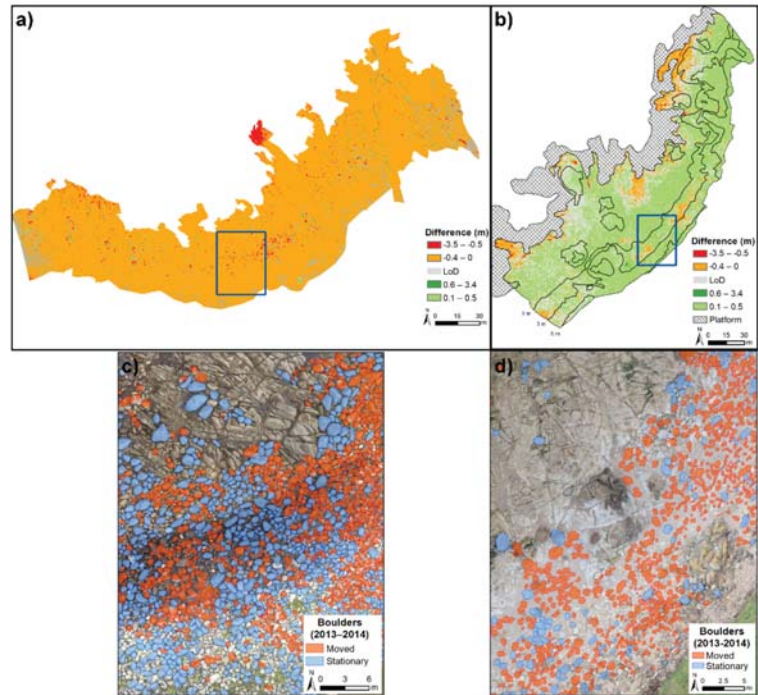 a)
Difference (m)
-3.5 – -0.5
-0.4 – 0
LoD
0.6 – 3.4
0.1 – 0.5
N
0 15 30
m
b)
Difference (m)
-3.5 – -0.5
-0.4 – 0
LoD
0.6 – 3.4
0.1 – 0.5
Platform
N
0 15 30
m
c)
Boulders
(2013–2014)
Moved
Stationary
N
0 3 6
m
d)
Boulders
(2013-2014)
Moved
Stationary
N
0 2.5 5
m